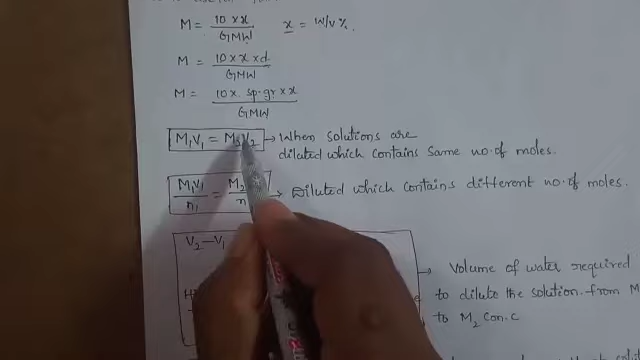 M = 10 × x / GMW    x = W/V %.
M = 10 × x × d / GMW
M = 10 × sp.gr × x / GMW
M₁V₁ = M₂V₂ → When solutions are
diluted which contains same no. of moles.
M₁V₁ / n₁ = M₂ / n → Diluted which contains different no. of moles.
V₂ – V₁
→ Volume of water required
to dilute the solution from M
to M₂ Con.c